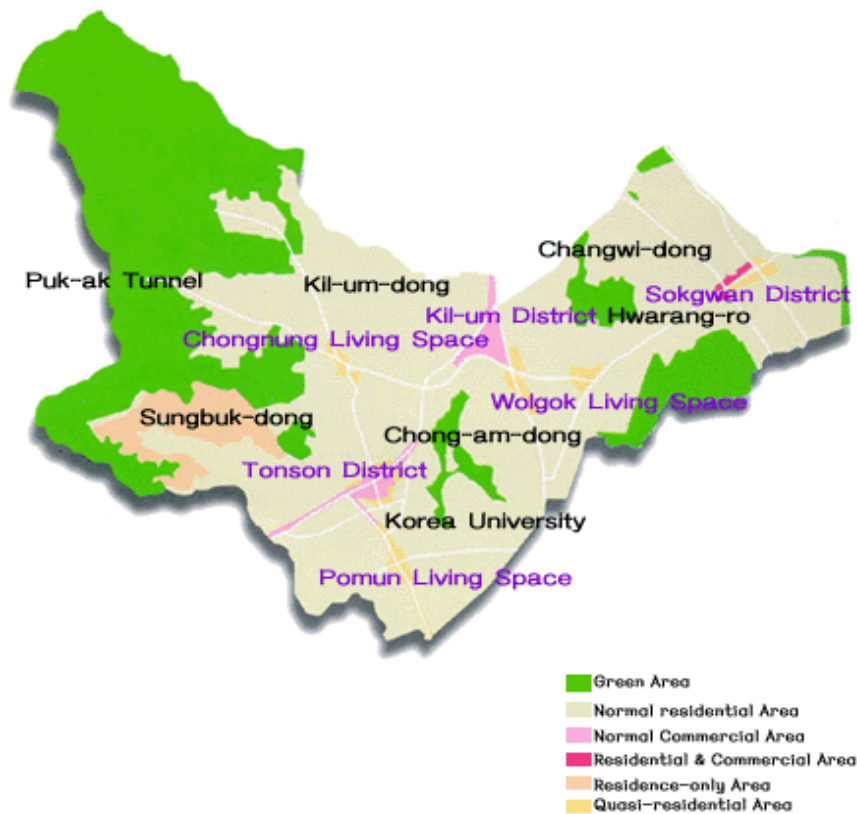 Changwi-dong
Puk-ak Tunnel
Kil-um-dong
Sokgwan District
Kil-um District
Hwarang-ro
Chongnung Living Space
Wolgok Living Space
Sungbuk-dong
Chong-am-dong
Tonson District
Korea University
Pomun Living Space
Green Area
Normal residential Area
Normal Commercial Area
Residential & Commercial Area
Residence-only Area
Quasi-residential Area